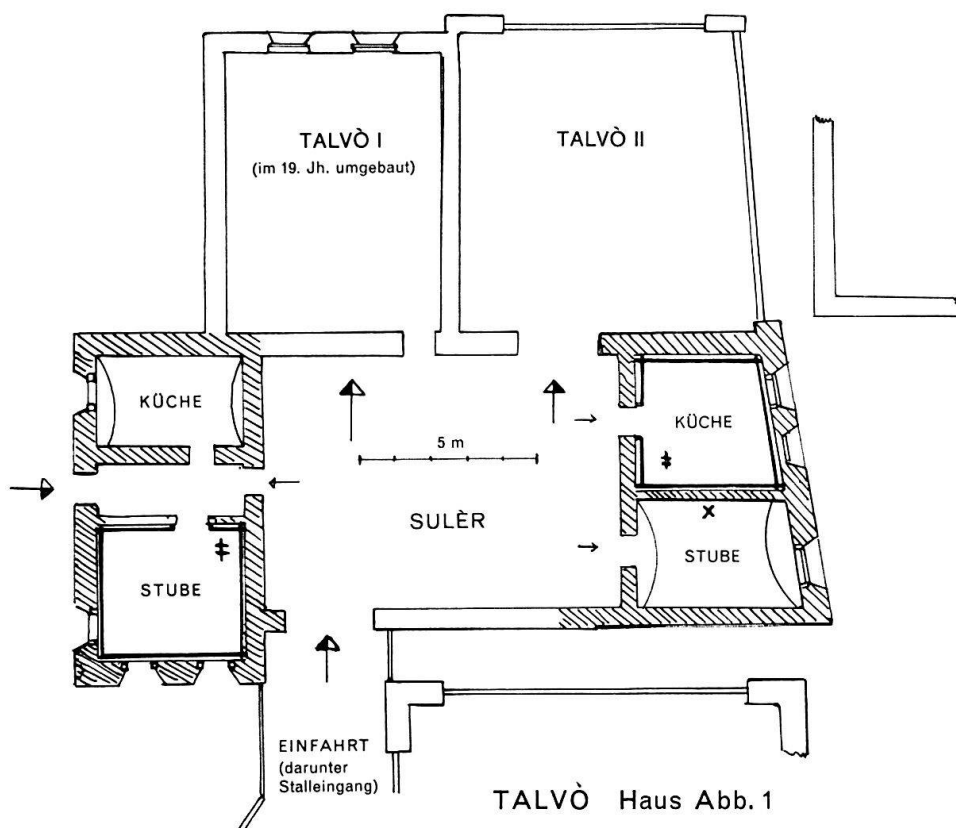 TALVÒ I
(im 19. Jh. umgebaut)
TALVÒ II
KÜCHE
KÜCHE
5 m
SULÈR
STUBE
STUBE
EINFAHRT
(darunter
Stalleingang)
TALVÒ Haus Abb. 1